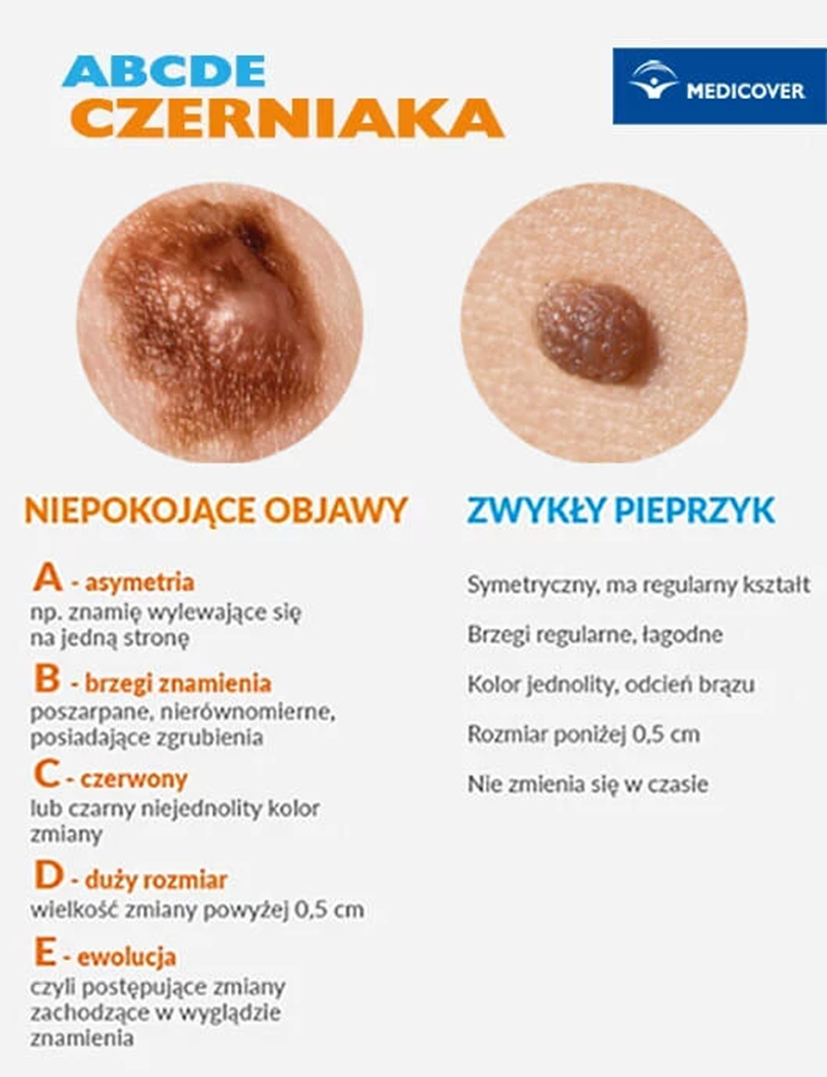 ABCDE
CZERNIAKA
MEDICOVER
NIEPOKOJĄCE OBJAWY
A - asymetria
np. znamię wylewające się
na jedną stronę
B - brzegi znamienia
poszarpane, nierównomierne,
posiadające zgrubienia
C - czerwony
lub czarny niejednolity kolor
zmiany
D - duży rozmiar
wielkość zmiany powyżej 0,5 cm
E - ewolucja
czyli postępujące zmiany
zachodzące w wyglądzie
znamienia
ZWYKŁY PIEPRZYK
Symetryczny, ma regularny kształt
Brzegi regularne, łagodne
Kolor jednolity, odcień brązu
Rozmiar poniżej 0,5 cm
Nie zmienia się w czasie